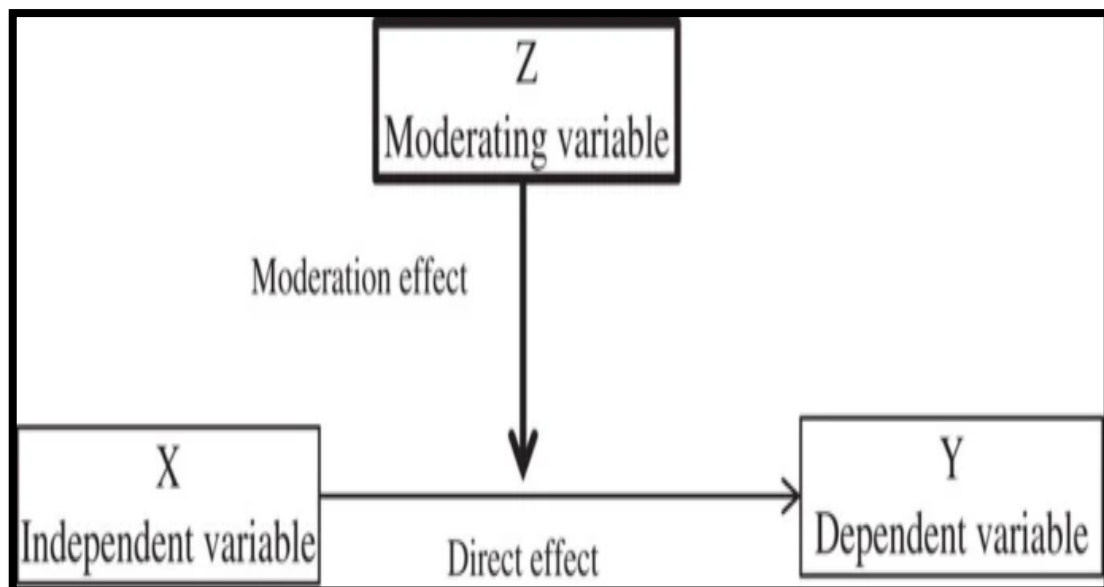 Z
Moderating variable
Moderation effect
X
Independent variable
Direct effect
Y
Dependent variable